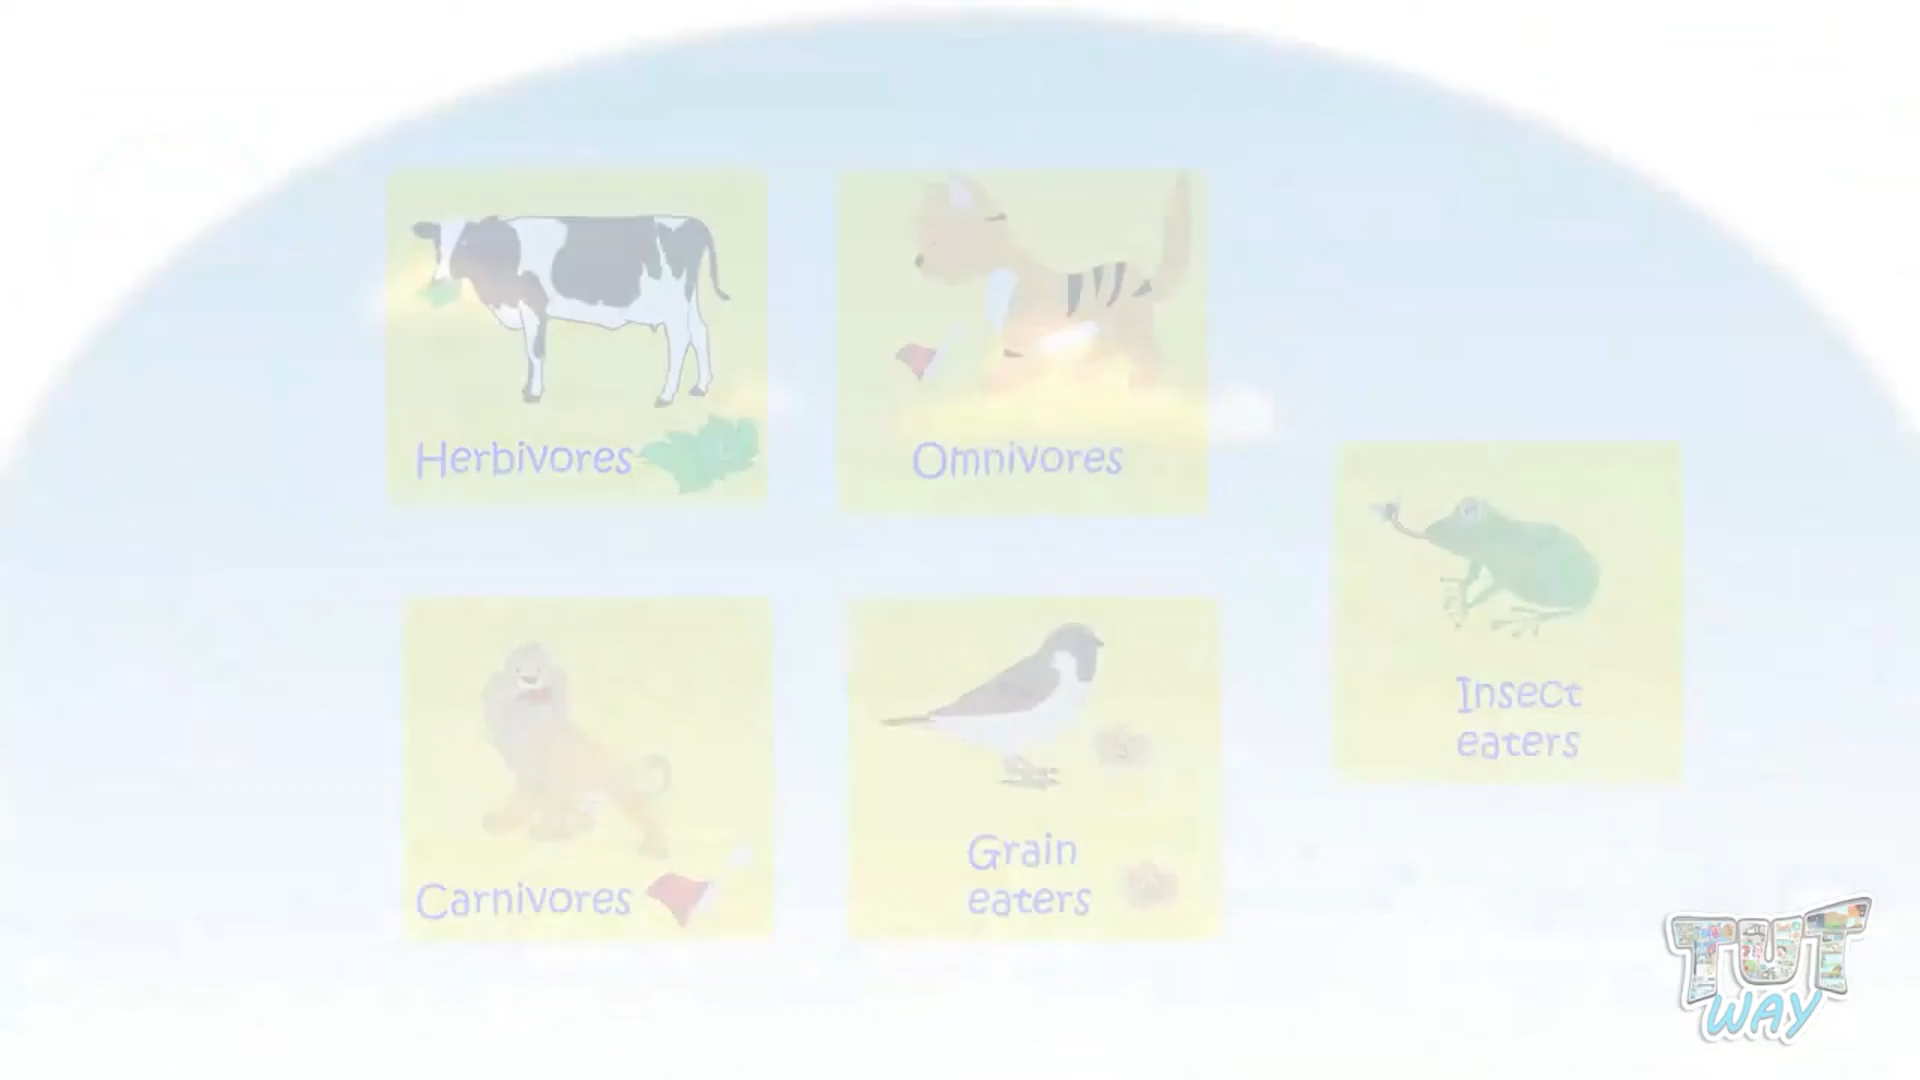 Herbivores
Omnivores
Insect
eaters
Carnivores
Grain
eaters
TUT
WAY